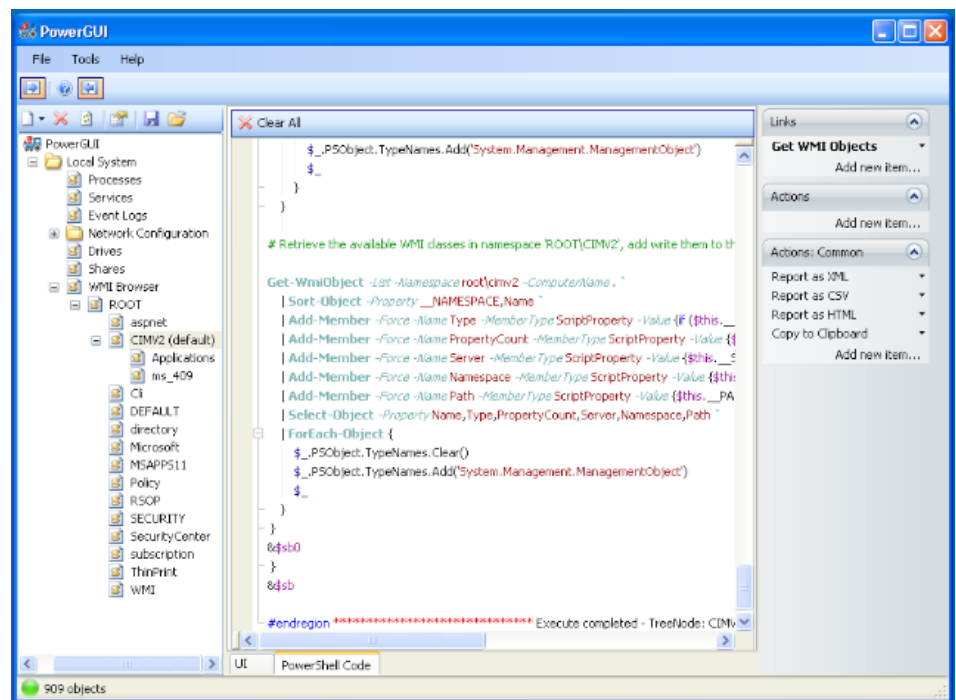 PowerGUI
File Tools Help
Clear All
PowerGUI
Local System
Processes
Services
Event Logs
Network Configuration
Drives
Shares
WMI Browser
ROOT
aspnet
CIMV2 (default)
Applications
ms_409
Cli
DEFAULT
directory
Microsoft
MSAPPS11
Policy
RSOP
SECURITY
SecurityCenter
subscription
ThinPrint
WMI
$_.PSObject.TypeNames.Add('System.Management.ManagementObject')
$_
}
}
# Retrieve the available WMI classes in namespace 'ROOT\CIMV2', add write them to th
Get-WmiObject -List -Namespace root\cimv2 -ComputerName . `
| Sort-Object -Property __NAMESPACE,Name `
| Add-Member -Force -Name Type -MemberType ScriptProperty -Value {if ($this.__
| Add-Member -Force -Name PropertyCount -MemberType ScriptProperty -Value {$
| Add-Member -Force -Name Server -MemberType ScriptProperty -Value {$this.__S
| Add-Member -Force -Name Namespace -MemberType ScriptProperty -Value {$this
| Add-Member -Force -Name Path -MemberType ScriptProperty -Value {$this.__PA
| Select-Object -Property Name,Type,PropertyCount,Server,Namespace,Path `
| ForEach-Object {
$_.PSObject.TypeNames.Clear()
$_.PSObject.TypeNames.Add('System.Management.ManagementObject')
$_
}
}
&$sb0
}
&$sb
#endregion ****************************** Execute completed - TreeNode: CIMV
UI PowerShell Code
Links
Get WMI Objects
Add new item...
Actions
Add new item...
Actions: Common
Report as XML
Report as CSV
Report as HTML
Copy to Clipboard
Add new item...
909 objects